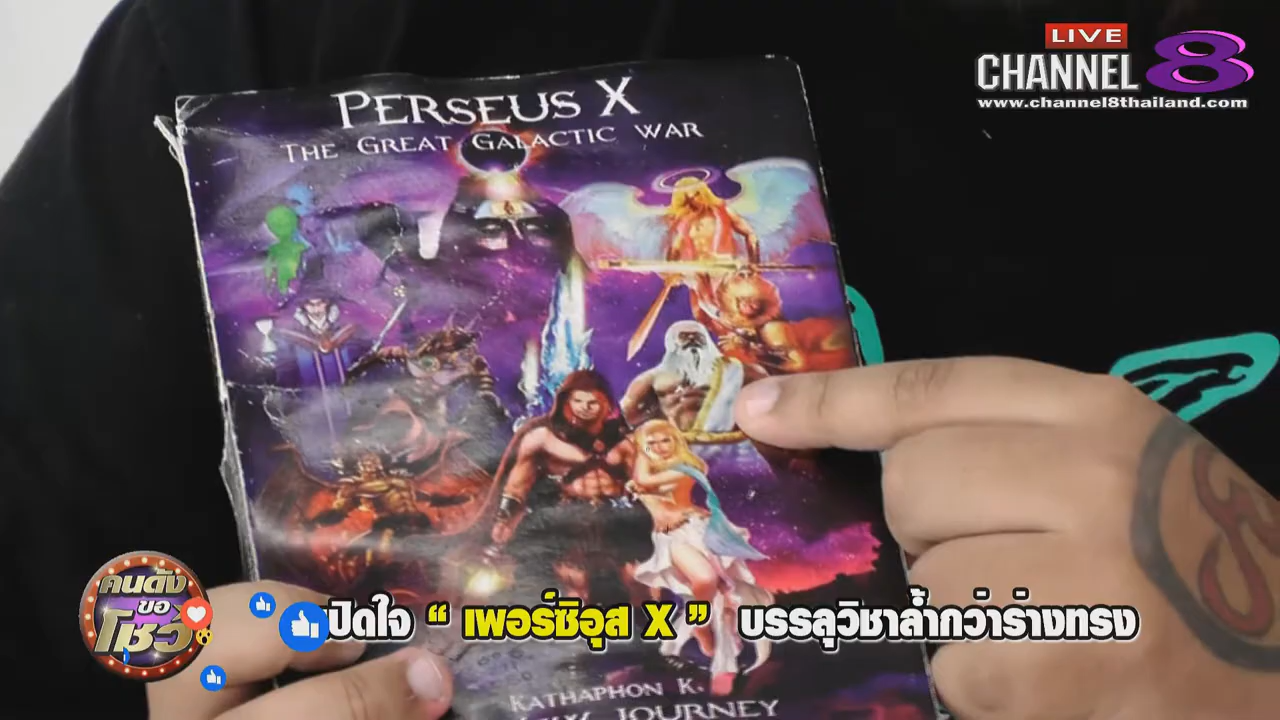 LIVE
CHANNEL 8
www.channel8thailand.com
PERSEUS X
THE GREAT GALACTIC WAR
คนดัง
ขอ
โชว์
ปิดใจ “ เพอร์ซิอุส X ” บรรลุวิชาล้ำกว่าร่างทรง
KATHAPHON K.
JOURNEY